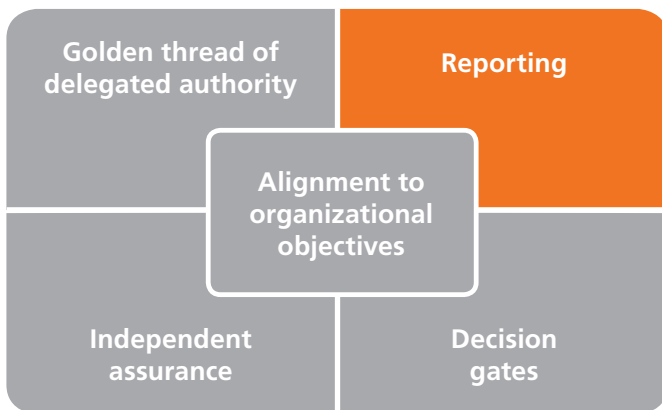 Golden thread of
delegated authority
Reporting
Alignment to
organizational
objectives
Independent
assurance
Decision
gates